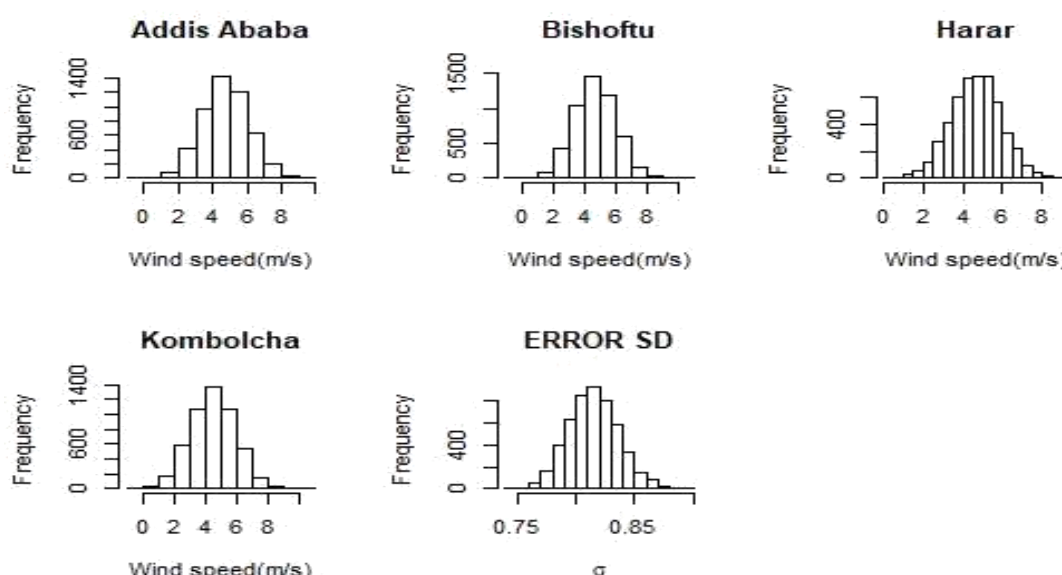 Addis Ababa
Frequency
0 600 1400
0 2 4 6 8
Wind speed(m/s)
Bishoftu
Frequency
0 500 1500
0 2 4 6 8
Wind speed(m/s)
Harar
Frequency
0 400
0 2 4 6 8
Wind speed(m/s)
Kombolcha
Frequency
0 600 1400
0 2 4 6 8
Wind speed(m/s)
ERROR SD
Frequency
0 400
0.75 0.85
σ